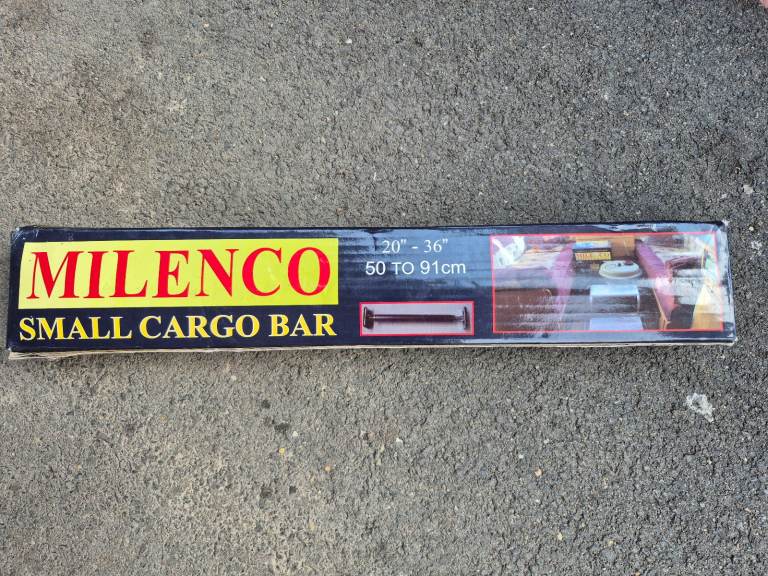 MILENCO
SMALL CARGO BAR
20" - 36"
50 TO 91cm